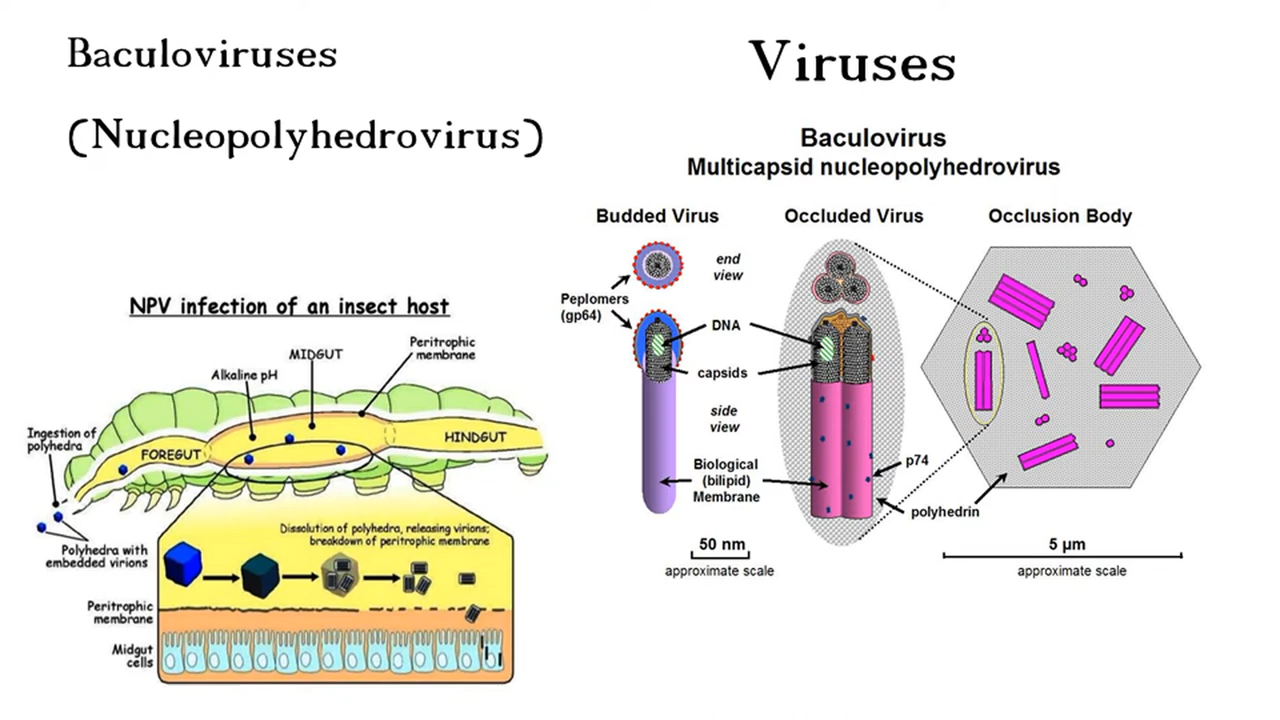 Baculoviruses
(Nucleopolyhedrovirus)
NPV infection of an insect host
Peritrophic
membrane
MIDGUT
Alkaline pH
Ingestion of
polyhedra
FOREGUT
HINDGUT
Polyhedra with
embedded virions
Dissolution of polyhedra, releasing virions;
breakdown of peritrophic membrane
Peritrophic
membrane
Midgut
cells
Viruses
Baculovirus
Multicapsid nucleopolyhedrovirus
Budded Virus
Occluded Virus
Occlusion Body
end
view
Peplomers
(gp64)
DNA
capsids
side
view
Biological
(bilipid)
Membrane
p74
polyhedrin
50 nm
approximate scale
5 µm
approximate scale